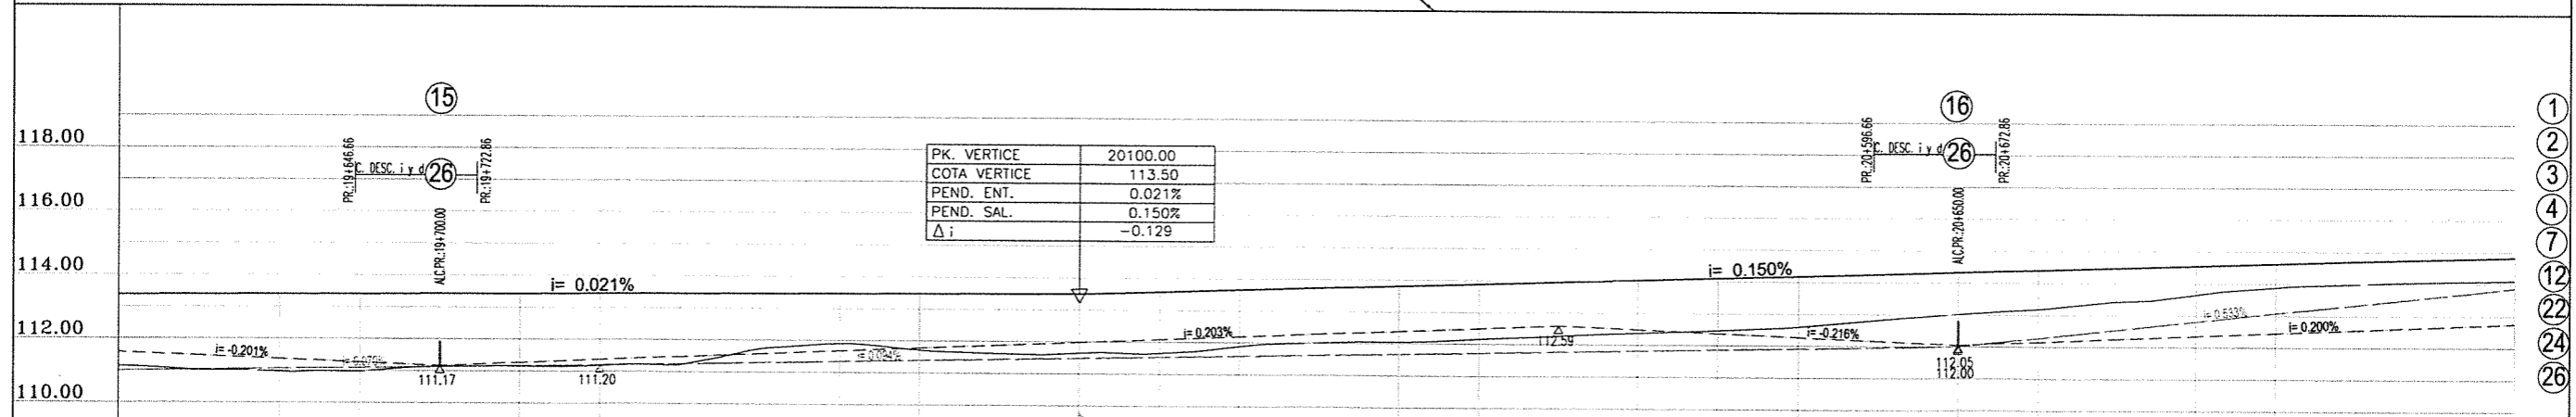 15
16
118.00
116.00
114.00
112.00
110.00
PR.:19+646.66
C. DESC. i y d
26
PR.:19+722.86
ALC.PR.:19+700.00
PK. VERTICE 20100.00
COTA VERTICE 113.50
PEND. ENT. 0.021%
PEND. SAL. 0.150%
Δ i -0.129
PR.:20+596.66
C. DESC. i y d
26
PR.:20+672.86
ALC.PR.:20+650.00
i= 0.021%
i= 0.150%
i= -0.201%
i= 0.094%
i= 0.203%
i= -0.216%
i= 0.533%
i= 0.200%
111.17
111.20
112.59
112.05
112.00
1
2
3
4
7
12
22
24
26